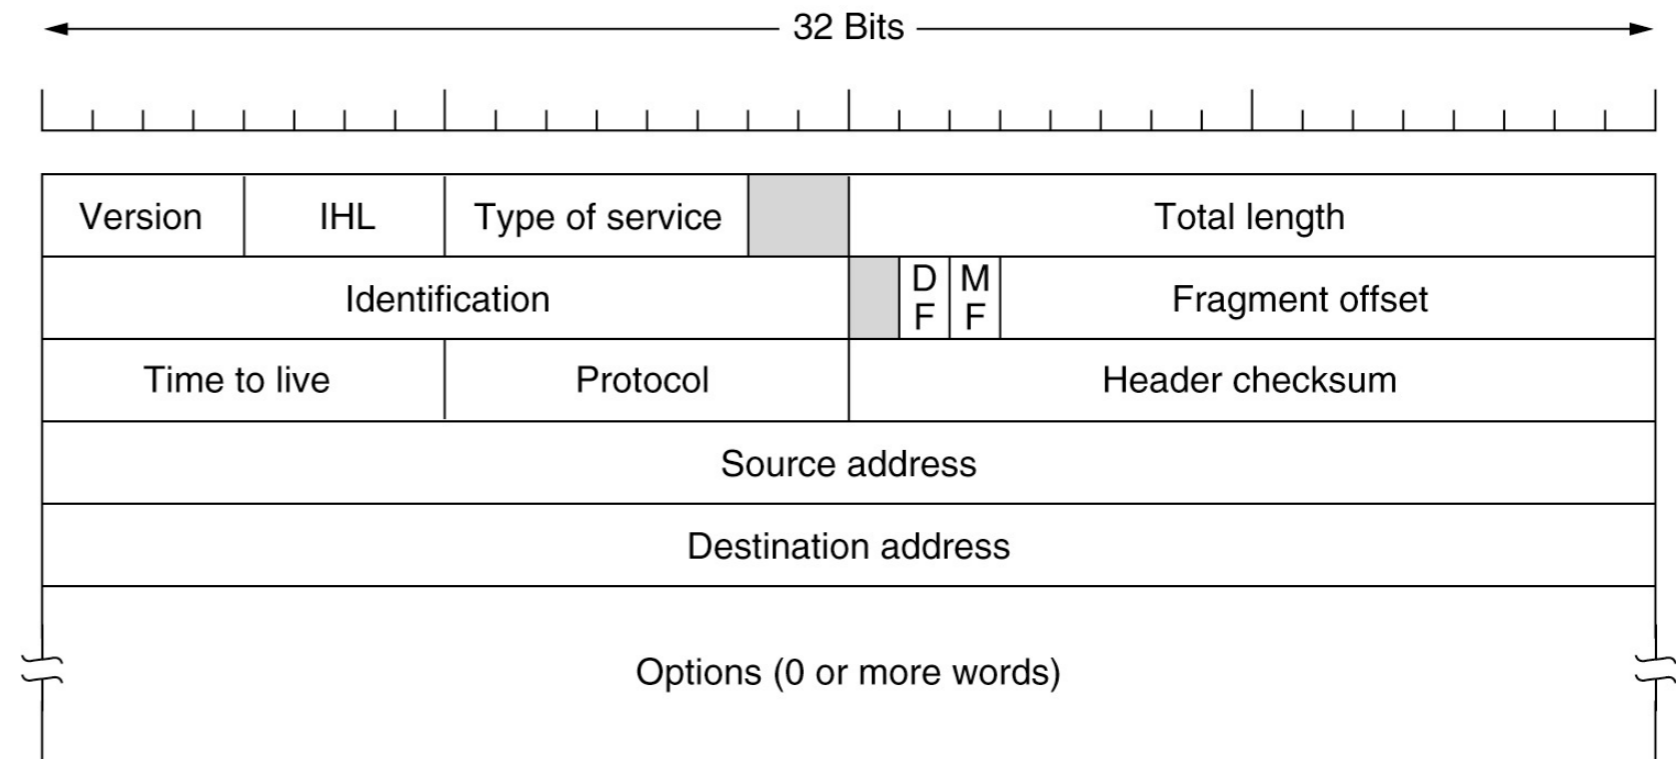 32 Bits
Version IHL Type of service Total length
Identification D F M F Fragment offset
Time to live Protocol Header checksum
Source address
Destination address
Options (0 or more words)